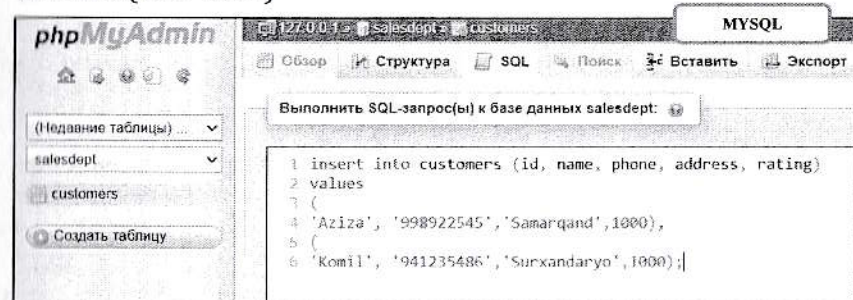 phpMyAdmin
127.0.0.1 » salesdept » customers
MYSQL
Обзор Структура SQL Поиск Вставить Экспорт
Выполнить SQL-запрос(ы) к базе данных salesdept:
(Недавние таблицы) ...
salesdept
customers
Создать таблицу
1 insert into customers (id, name, phone, address, rating)
2 values
3 (
4 'Aziza', '998922545','Samarqand',1000),
5 (
6 'Komil', '941235486','Surxandaryo',1000);